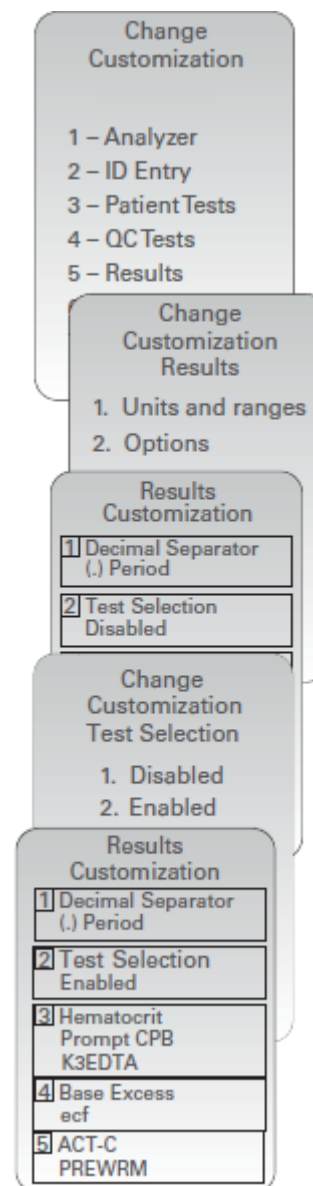 Change
Customization
1 – Analyzer
2 – ID Entry
3 – Patient Tests
4 – QC Tests
5 – Results
Change
Customization
Results
1. Units and ranges
2. Options
Results
Customization
1 Decimal Separator
(.) Period
2 Test Selection
Disabled
Change
Customization
Test Selection
1. Disabled
2. Enabled
Results
Customization
1 Decimal Separator
(.) Period
2 Test Selection
Enabled
3 Hematocrit
Prompt CPB
K3EDTA
4 Base Excess
ecf
5 ACT-C
PREWRM